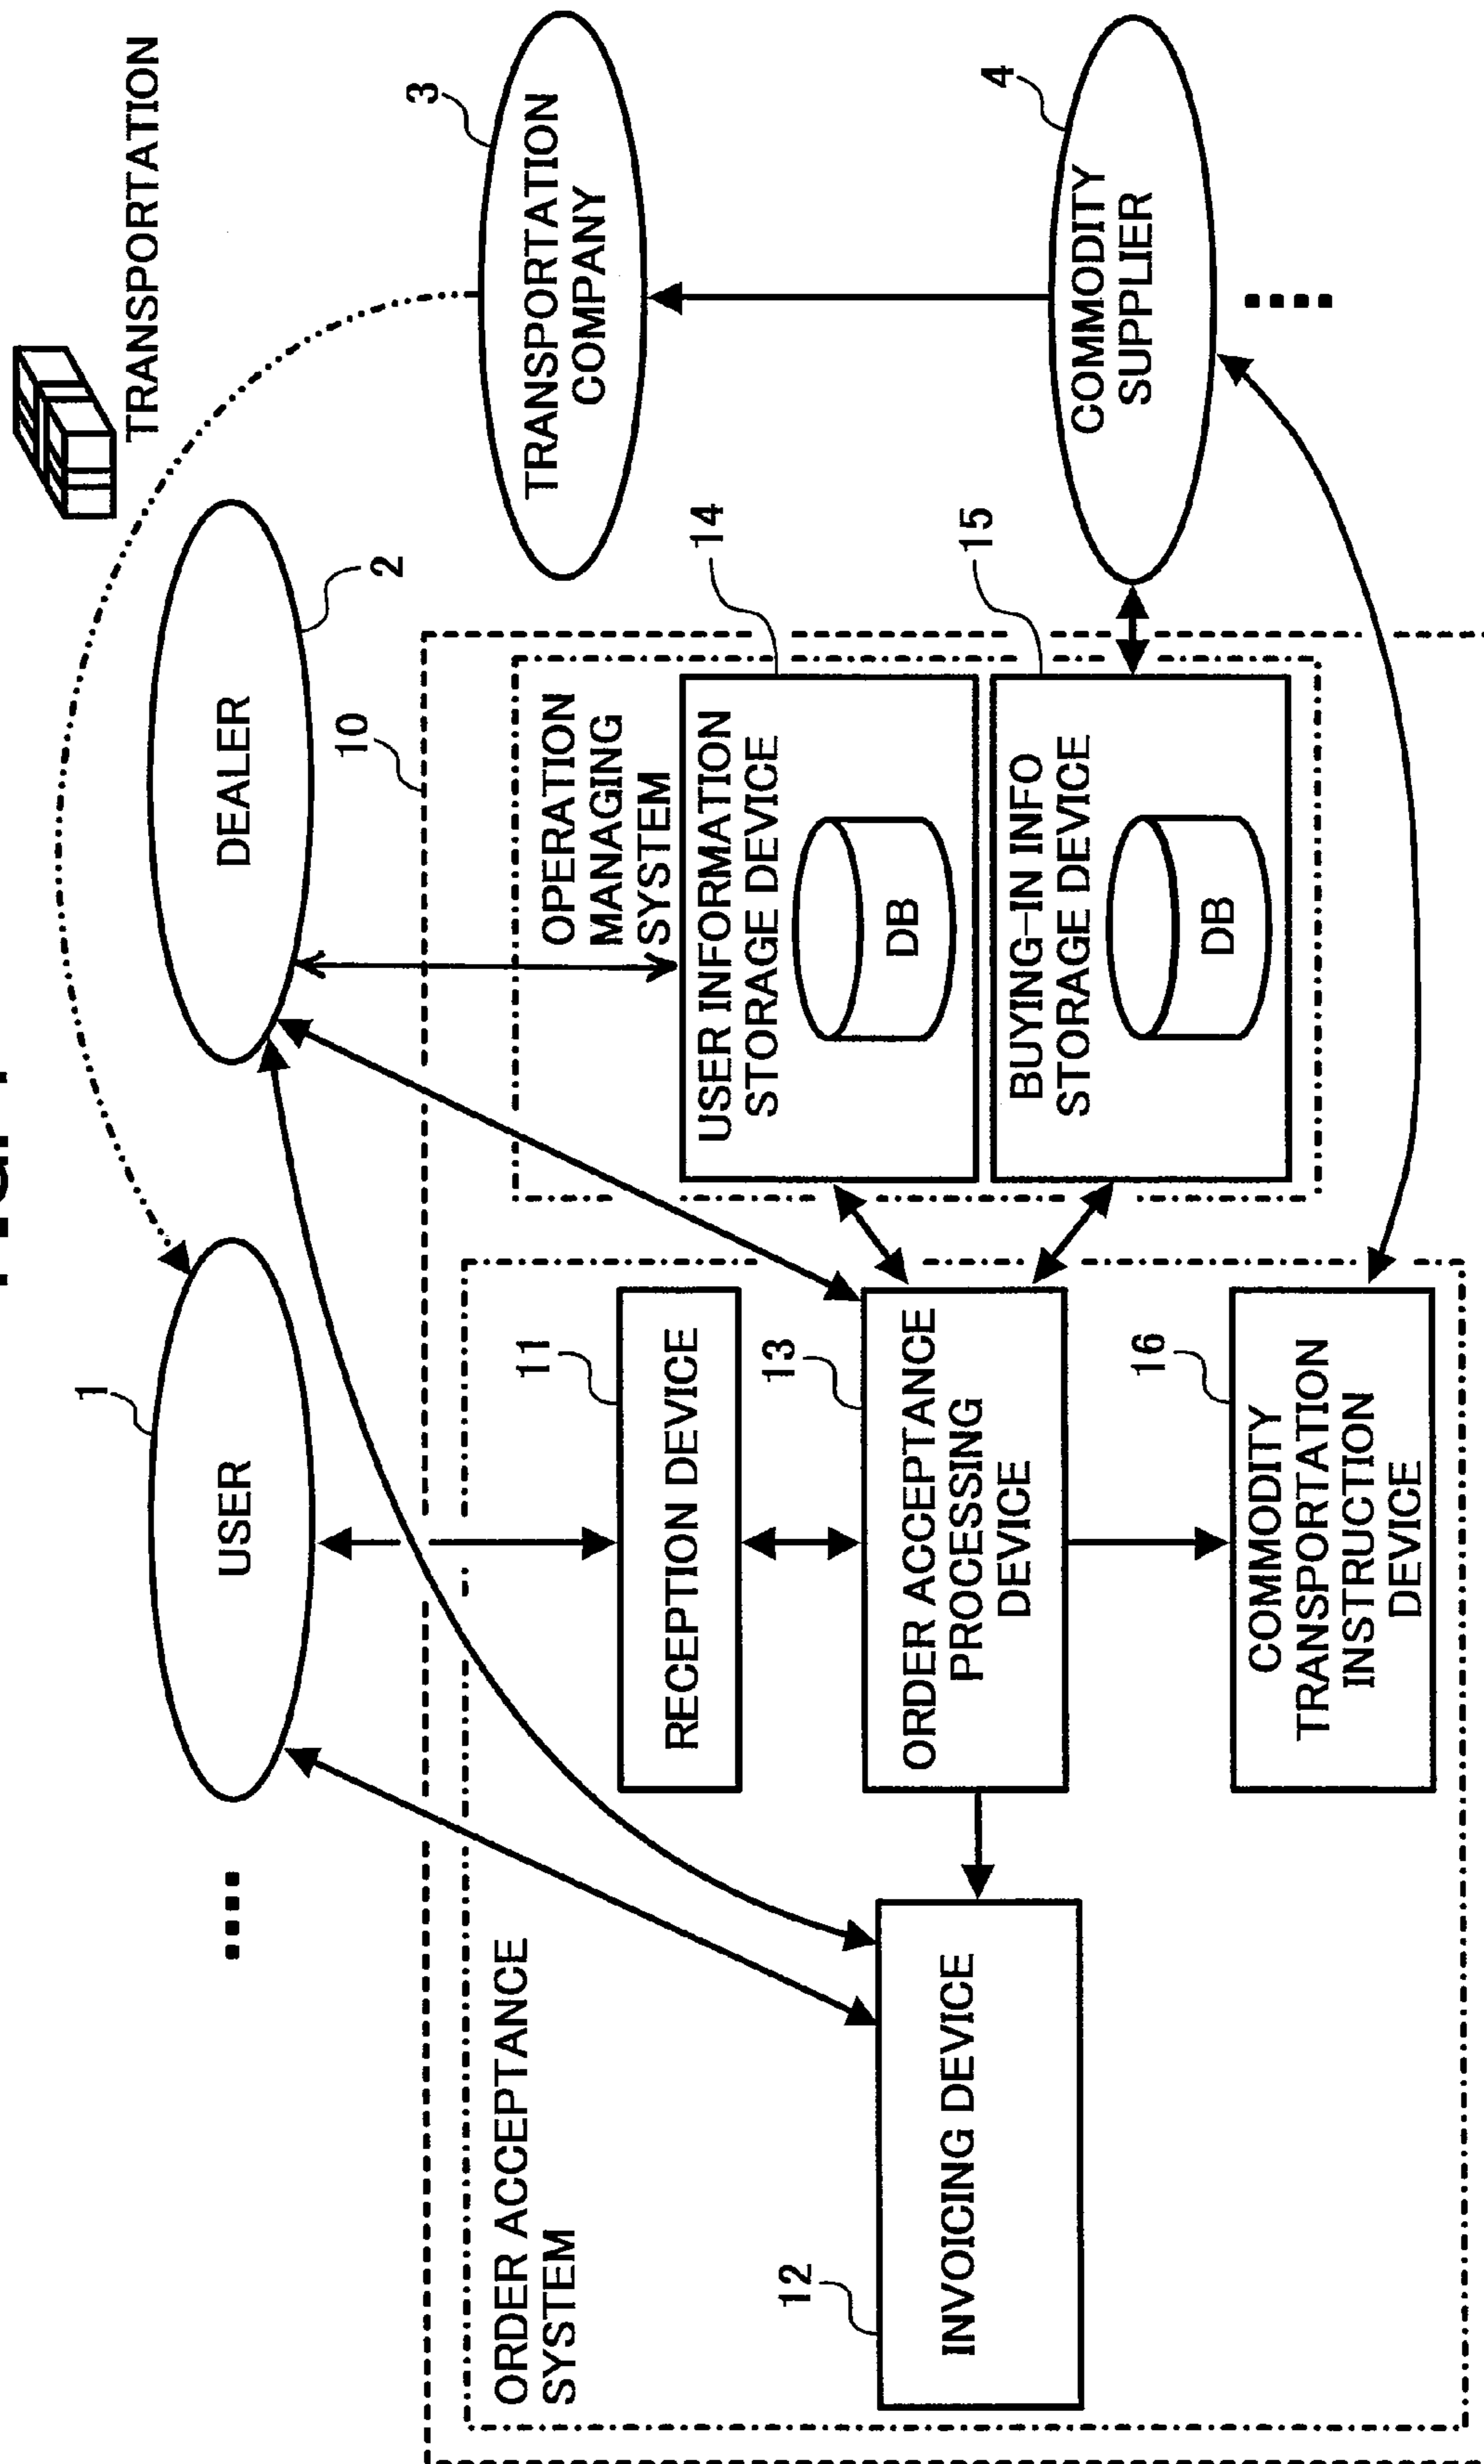 TRANSPORTATION
1
USER
DEALER
2
3
TRANSPORTATION
COMPANY
10
ORDER ACCEPTANCE
SYSTEM
OPERATION
MANAGING
SYSTEM
11
RECEPTION DEVICE
14
USER INFORMATION
STORAGE DEVICE
DB
12
INVOICING DEVICE
13
ORDER ACCEPTANCE
PROCESSING
DEVICE
15
BUYING-IN INFO
STORAGE DEVICE
DB
4
COMMODITY
SUPPLIER
16
COMMODITY
TRANSPORTATION
INSTRUCTION
DEVICE